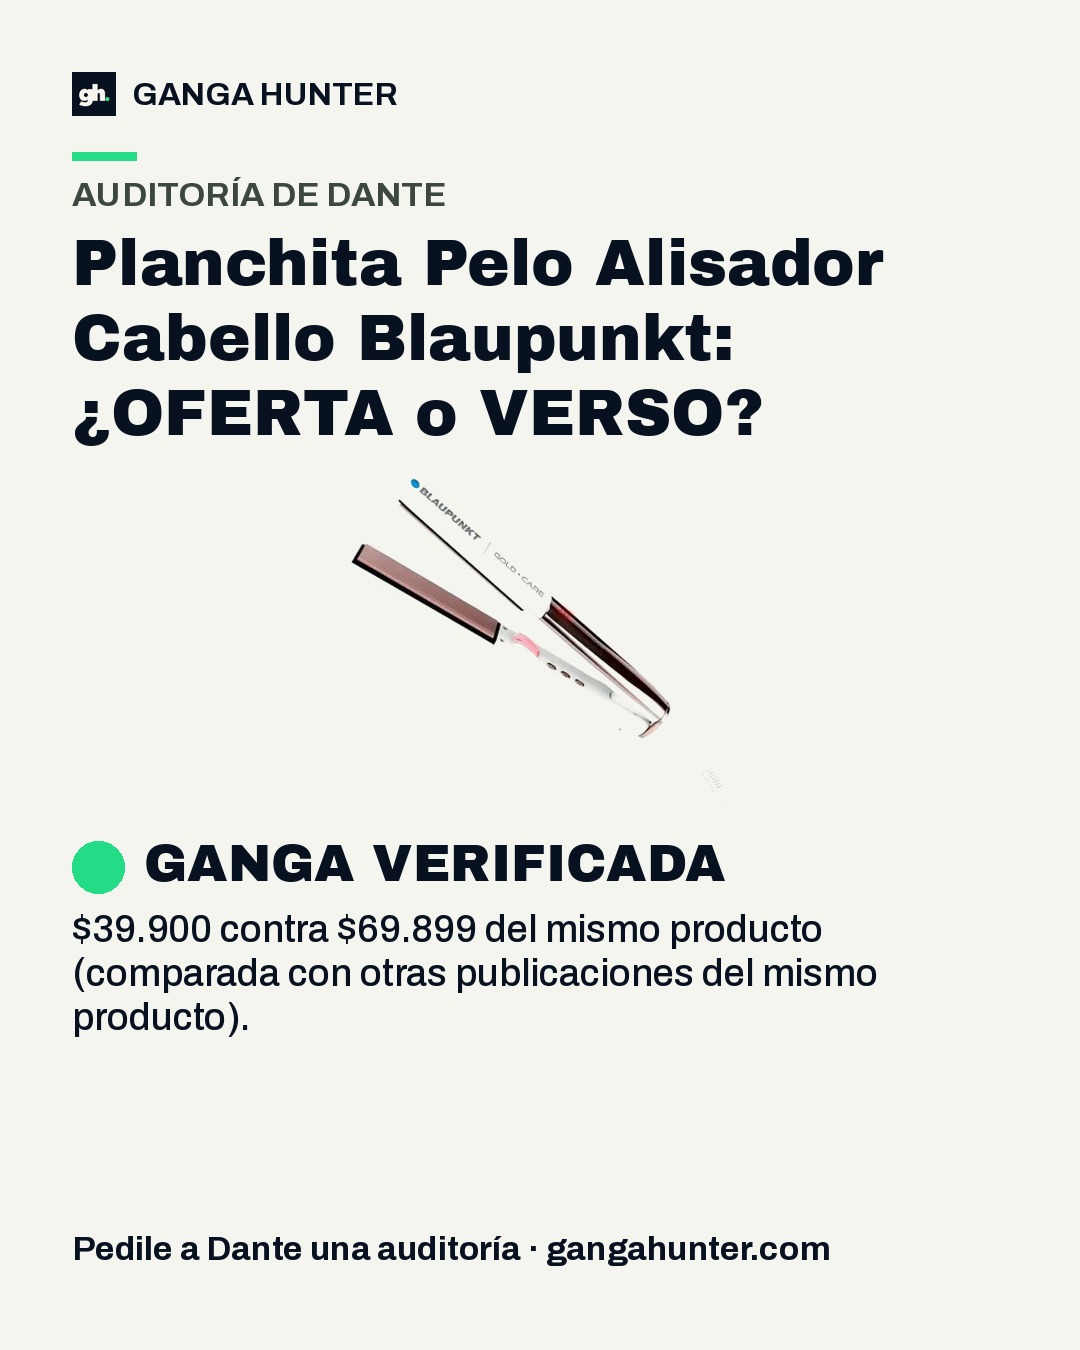 gh.
GANGA HUNTER
AUDITORÍA DE DANTE
Planchita Pelo Alisador
Cabello Blaupunkt:
¿OFERTA o VERSO?
BLAUPUNKT | GOLD • CARE
GANGA VERIFICADA
$39.900 contra $69.899 del mismo producto
(comparada con otras publicaciones del mismo
producto).
Pedile a Dante una auditoría · gangahunter.com